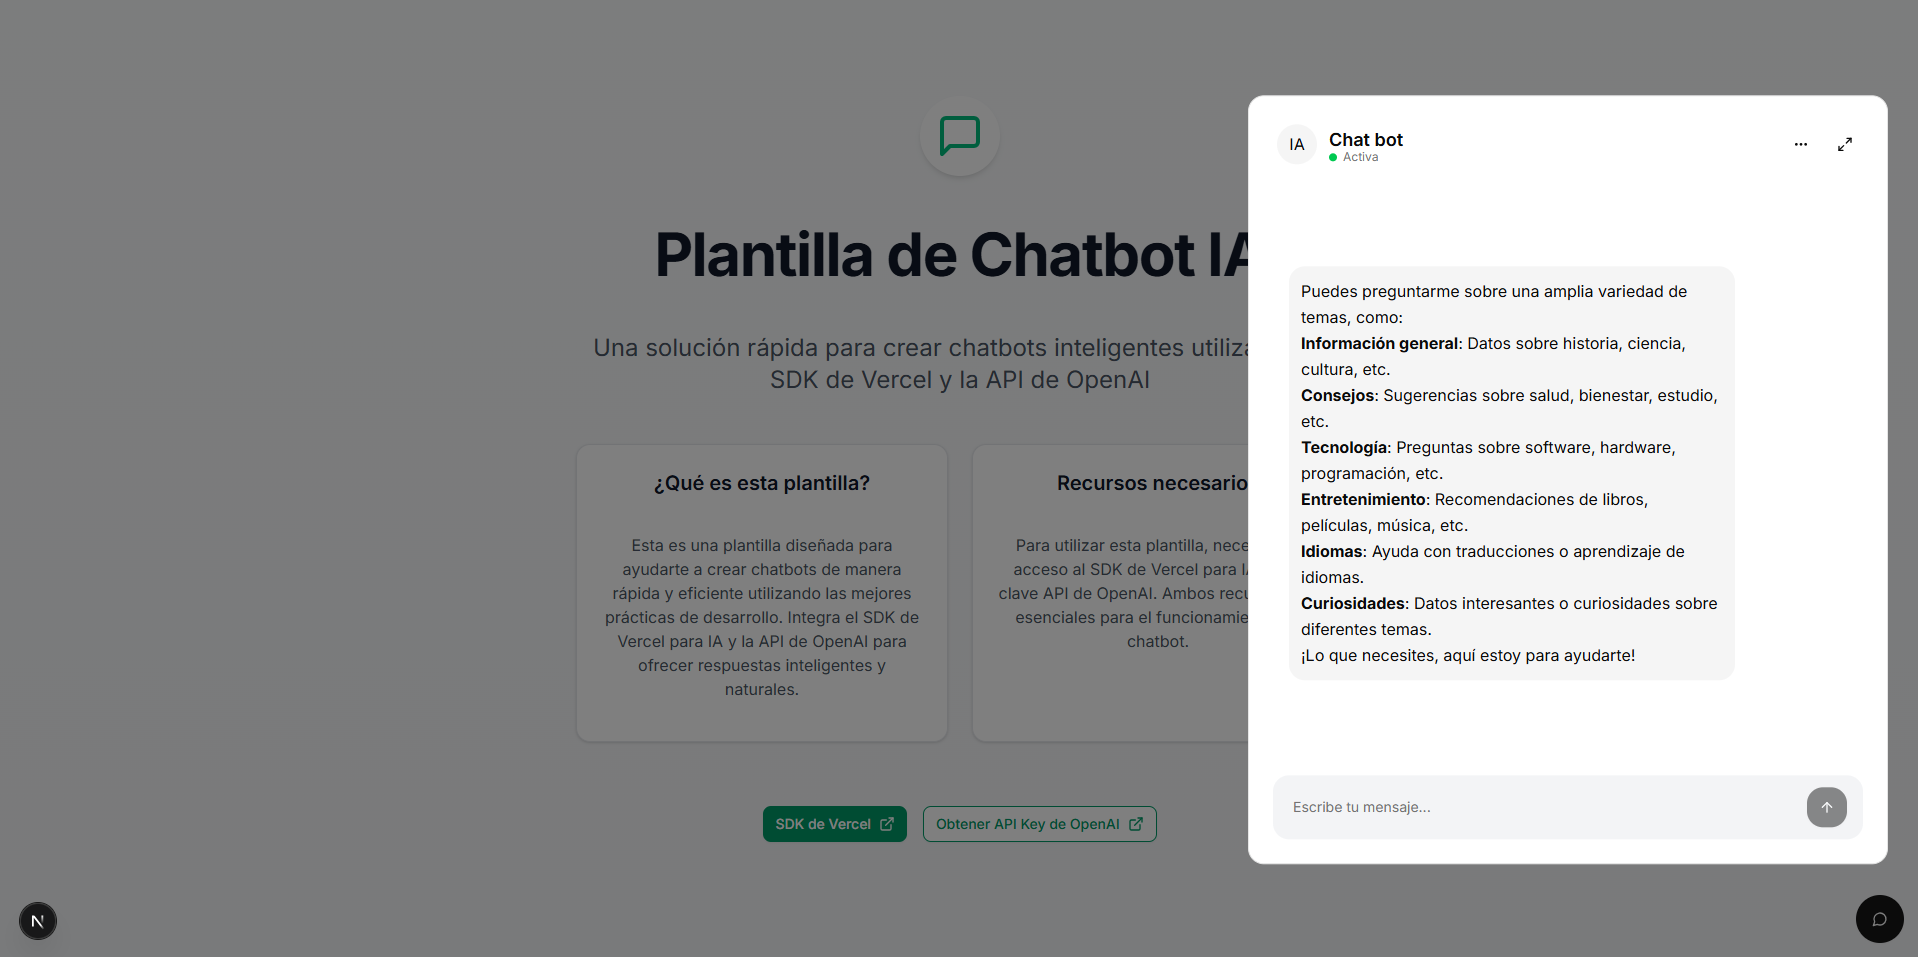 Plantilla de Chatbot IA
Una solución rápida para crear chatbots inteligentes
SDK de Vercel y la API de OpenAI
¿Qué es esta plantilla?
Esta es una plantilla diseñada para
ayudarte a crear chatbots de manera
rápida y eficiente utilizando las mejores
prácticas de desarrollo. Integra el SDK de
Vercel para IA y la API de OpenAI para
ofrecer respuestas inteligentes y
naturales.
Recursos necesario
Para utilizar esta plantilla,
acceso al SDK de Vercel para
clave API de OpenAI. Ambos
esenciales para el
chatbot.
SDK de Vercel
Obtener API Key de OpenAI
N
IA
Chat bot
Activa
Puedes preguntarme sobre una amplia variedad de
temas, como:
Información general: Datos sobre historia, ciencia,
cultura, etc.
Consejos: Sugerencias sobre salud, bienestar, estudio,
etc.
Tecnología: Preguntas sobre software, hardware,
programación, etc.
Entretenimiento: Recomendaciones de libros,
películas, música, etc.
Idiomas: Ayuda con traducciones o aprendizaje de
idiomas.
Curiosidades: Datos interesantes o curiosidades sobre
diferentes temas.
¡Lo que necesites, aquí estoy para ayudarte!
Escribe tu mensaje...